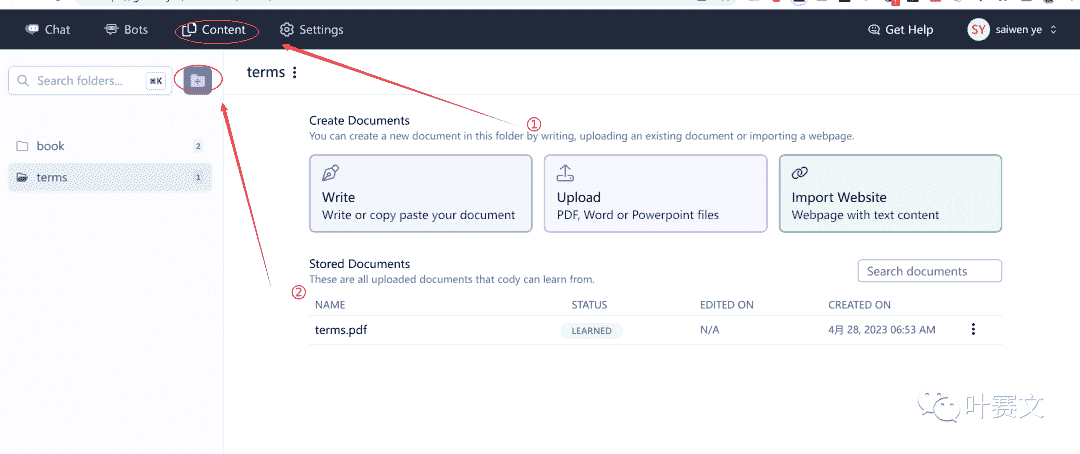 Chat Bots Content Settings Get Help SY saiwen ye
Search folders... ⌘K
terms
①
Create Documents
You can create a new document in this folder by writing, uploading an existing document or importing a webpage.
book 2
terms 1
Write
Write or copy paste your document
Upload
PDF, Word or Powerpoint files
Import Website
Webpage with text content
Stored Documents
These are all uploaded documents that cody can learn from.
Search documents
②
NAME STATUS EDITED ON CREATED ON
terms.pdf LEARNED N/A 4月 28, 2023 06:53 AM
叶赛文